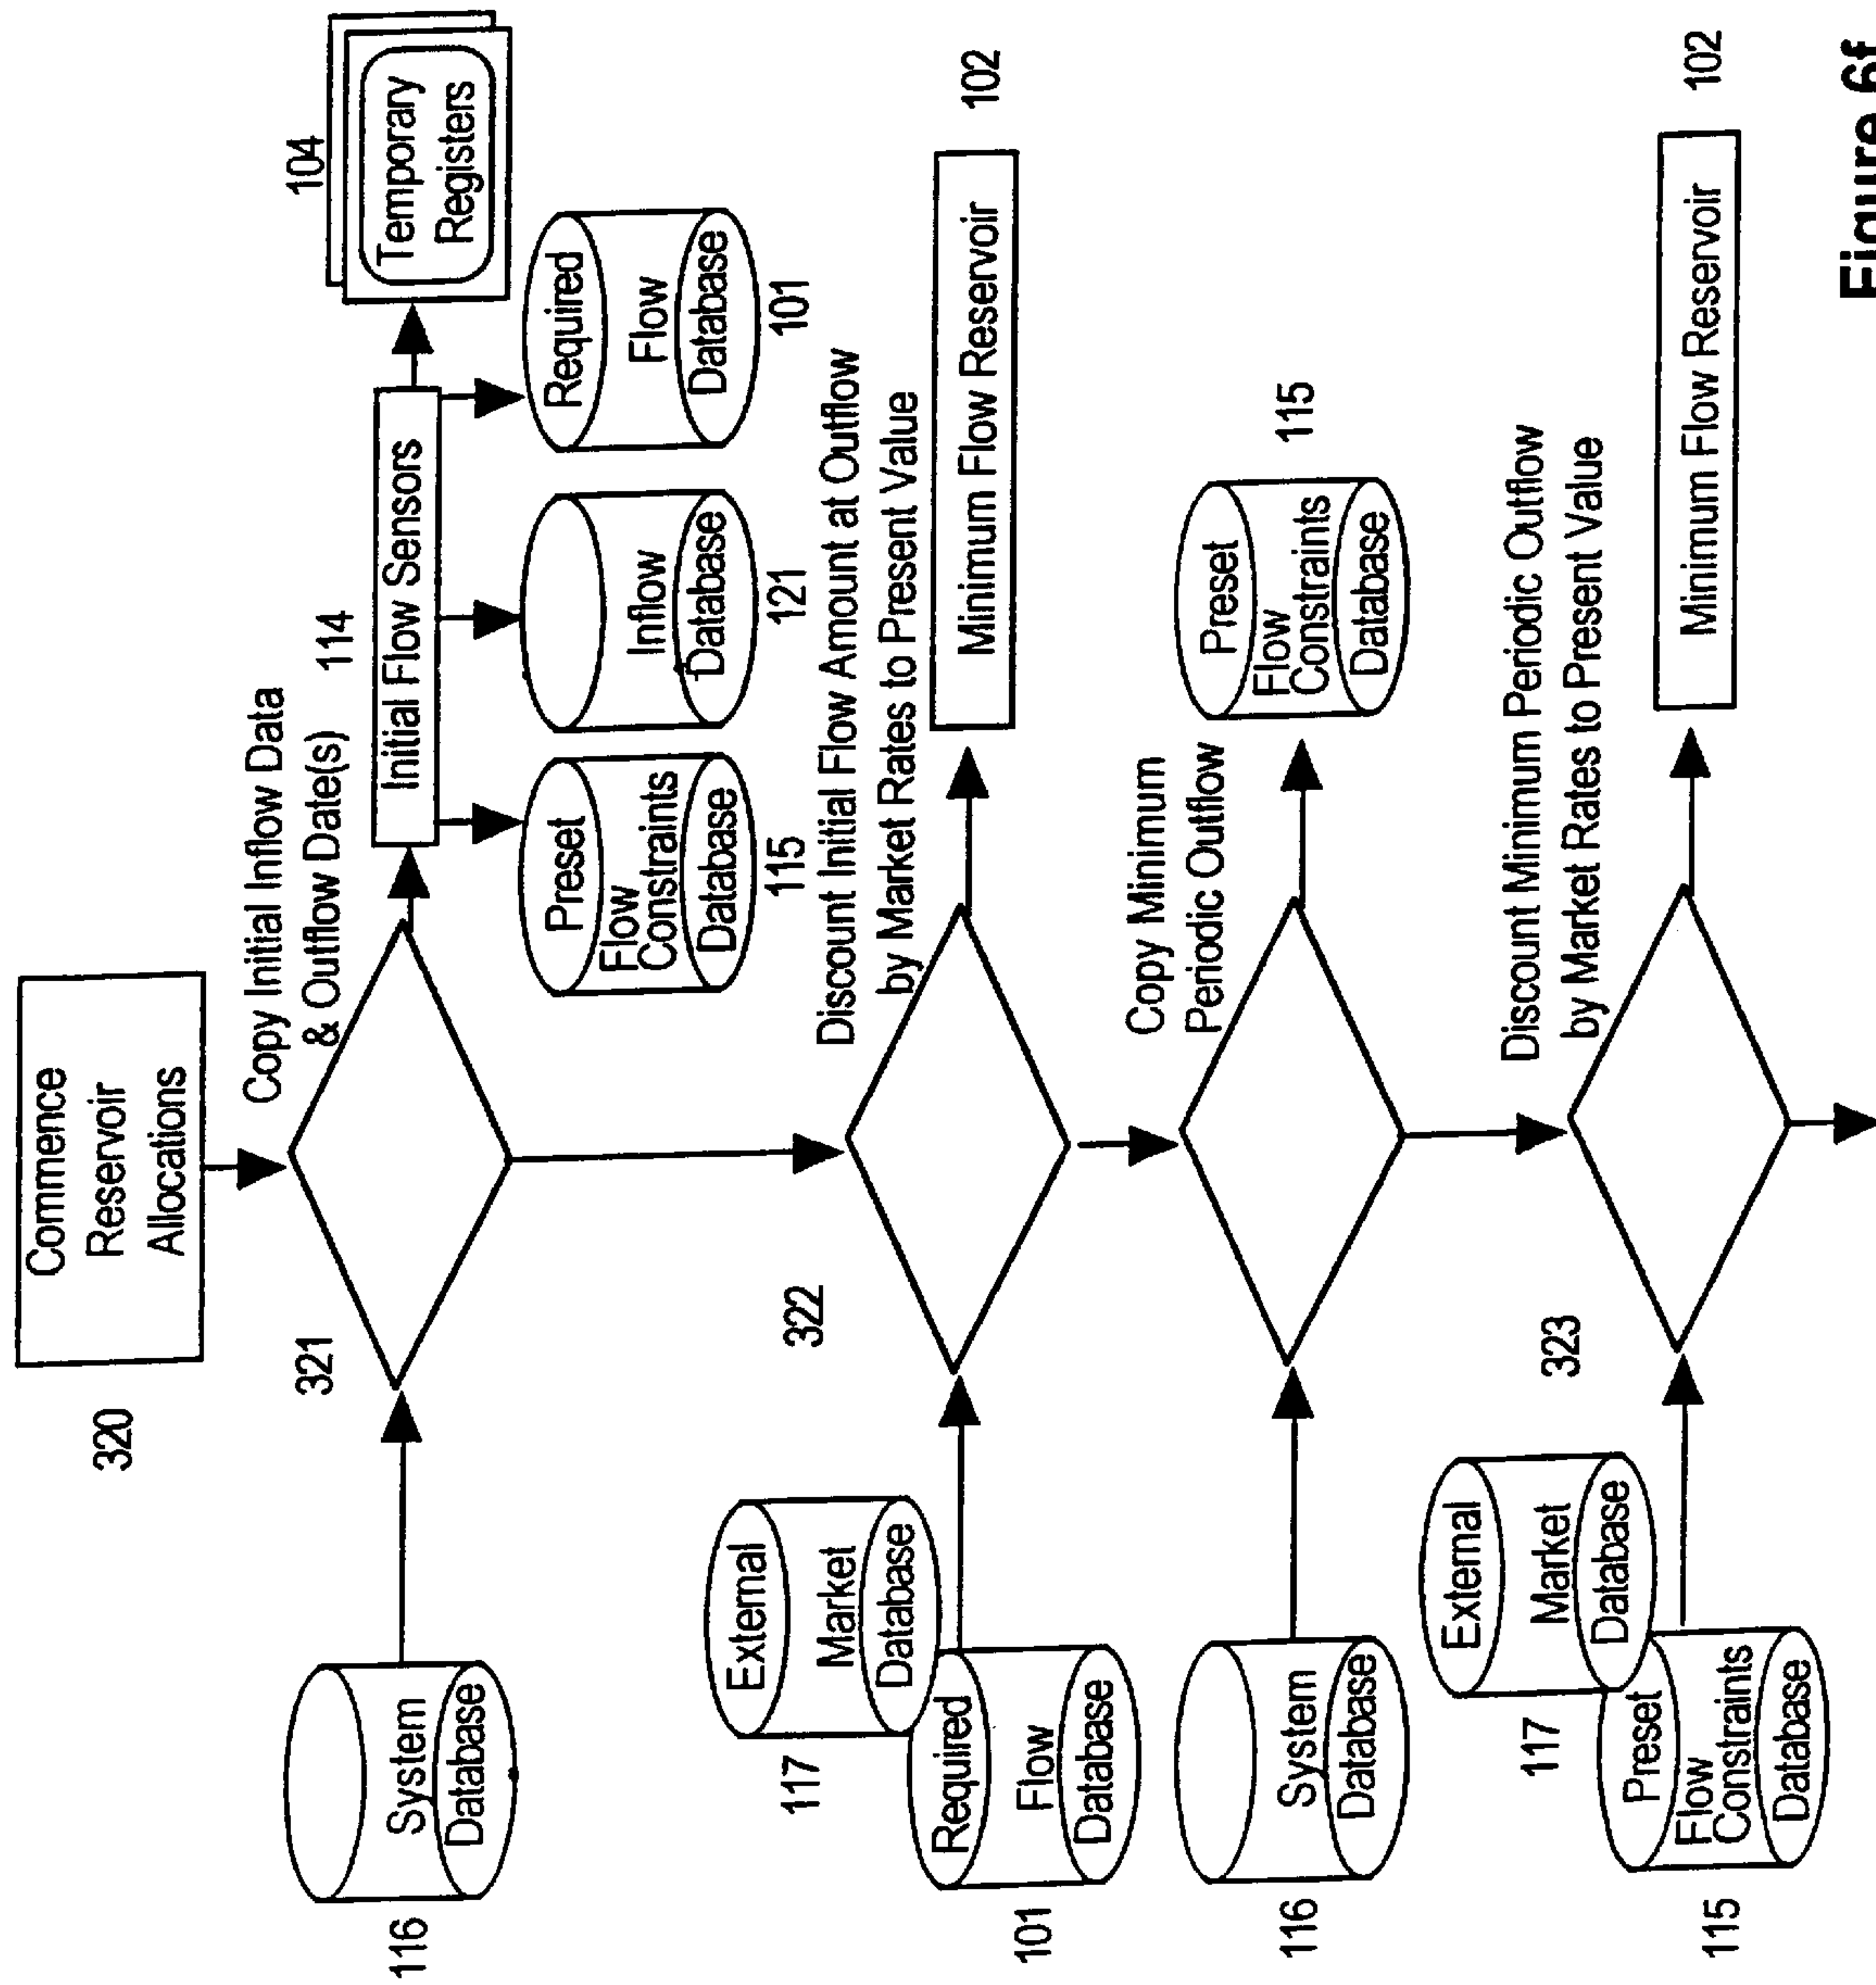 Commence
Reservoir
Allocations
320
Copy Initial Inflow Data
& Outflow Date(s)
321
114
104
System
Database
116
Initial Flow Sensors
Temporary
Registers
Preset
Flow
Constraints
Database
115
Inflow
Database
121
Required
Flow
Database
101
Discount Initial Flow Amount at Outflow
by Market Rates to Present Value
322
External
Market
Database
117
Required
Flow
Database
101
Minimum Flow Reservoir
102
Copy Minimum
Periodic Outflow
System
Database
116
Preset
Flow
Constraints
Database
115
Discount Minimum Periodic Outflow
by Market Rates to Present Value
323
External
Market
Database
117
Preset
Flow
Constraints
Database
115
Minimum Flow Reservoir
102
Figure 6f